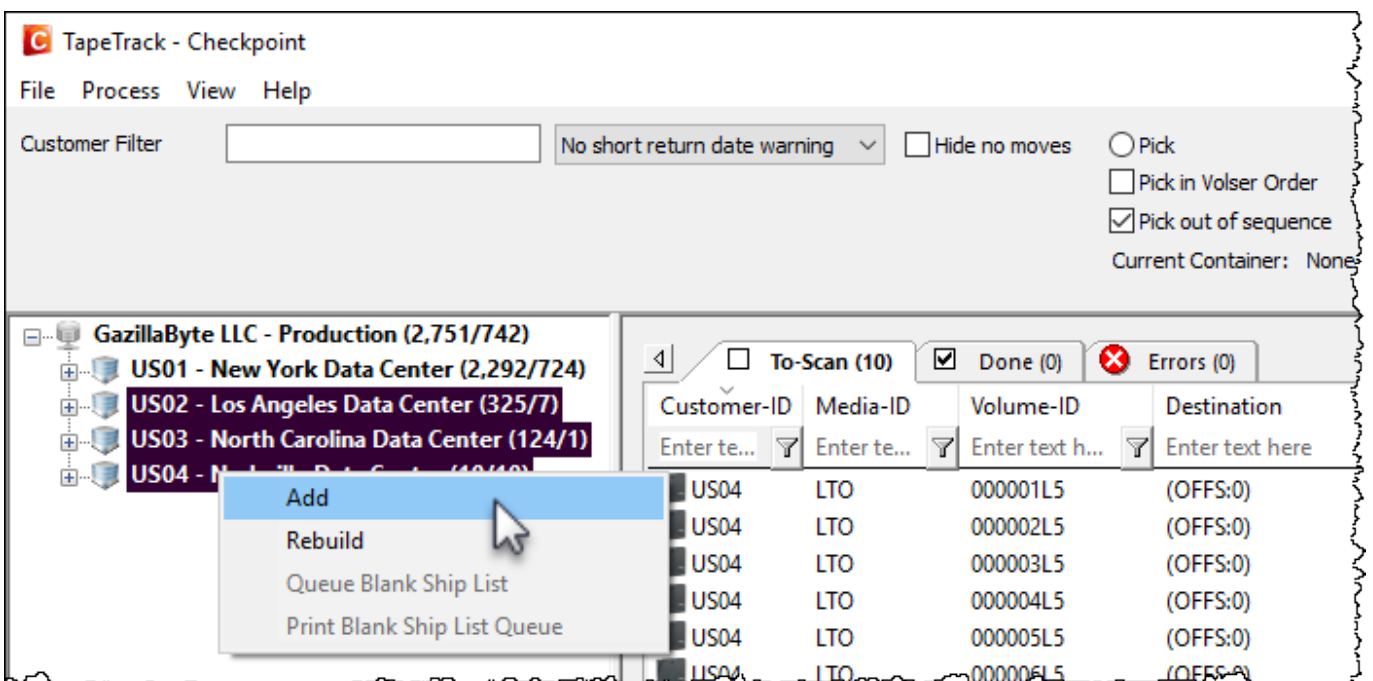 TapeTrack - Checkpoint
File Process View Help
Customer Filter No short return date warning Hide no moves Pick
Pick in Volser Order
Pick out of sequence
Current Container: None
GazillaByte LLC - Production (2,751/742)
US01 - New York Data Center (2,292/724)
US02 - Los Angeles Data Center (325/7)
US03 - North Carolina Data Center (124/1)
US04 -
Add
Rebuild
Queue Blank Ship List
Print Blank Ship List Queue
To-Scan (10) Done (0) Errors (0)
Customer-ID Media-ID Volume-ID Destination
Enter te... Enter te... Enter text h... Enter text here
US04 LTO 000001L5 (OFFS:0)
US04 LTO 000002L5 (OFFS:0)
US04 LTO 000003L5 (OFFS:0)
US04 LTO 000004L5 (OFFS:0)
US04 LTO 000005L5 (OFFS:0)
US04 LTO 000006L5 (OFFS:0)